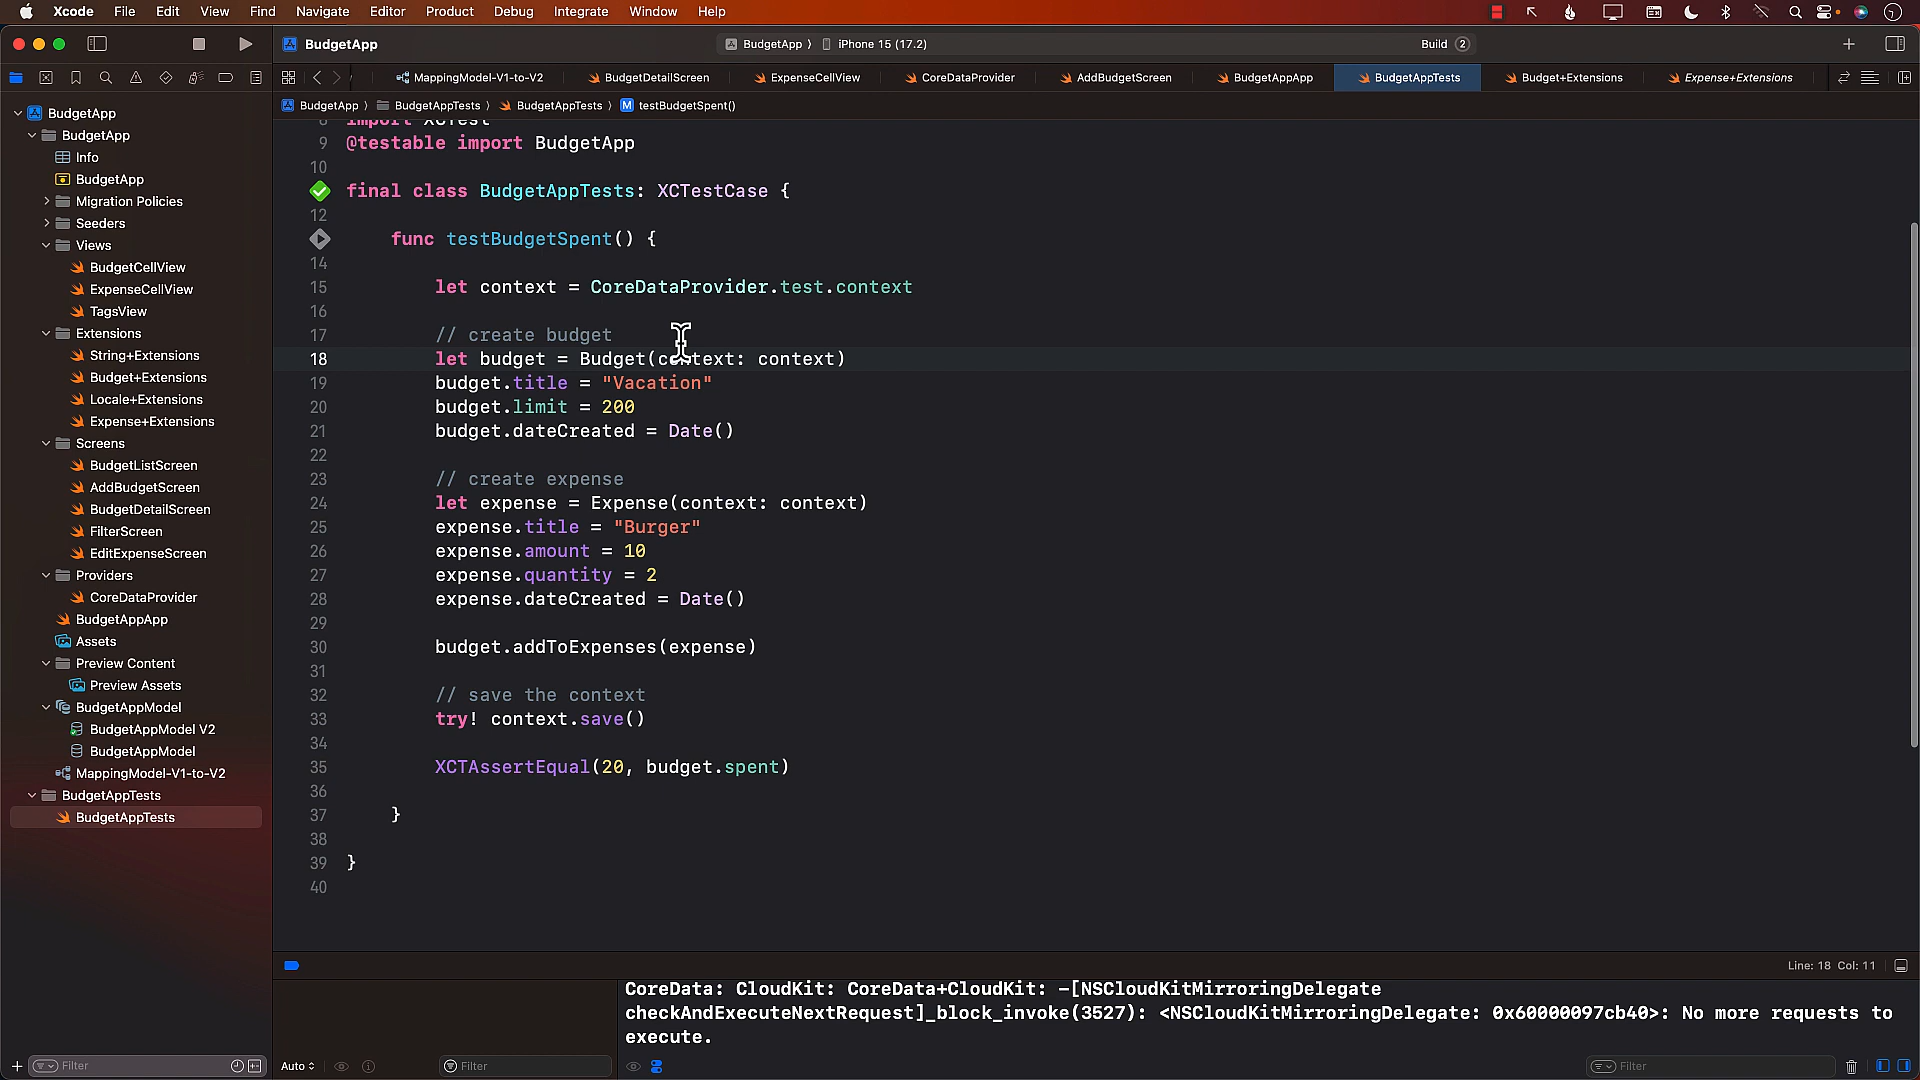 Xcode File Edit View Find Navigate Editor Product Debug Integrate Window Help
BudgetApp
BudgetApp ⟩ iPhone 15 (17.2)
Build 2
MappingModel-V1-to-V2 BudgetDetailScreen ExpenseCellView CoreDataProvider AddBudgetScreen BudgetAppApp BudgetAppTests Budget+Extensions Expense+Extensions
BudgetApp ⟩ BudgetAppTests ⟩ BudgetAppTests ⟩ M testBudgetSpent()
BudgetApp
BudgetApp
Info
BudgetApp
Migration Policies
Seeders
Views
BudgetCellView
ExpenseCellView
TagsView
Extensions
String+Extensions
Budget+Extensions
Locale+Extensions
Expense+Extensions
Screens
BudgetListScreen
AddBudgetScreen
BudgetDetailScreen
FilterScreen
EditExpenseScreen
Providers
CoreDataProvider
BudgetAppApp
Assets
Preview Content
Preview Assets
BudgetAppModel
BudgetAppModel V2
BudgetAppModel
MappingModel-V1-to-V2
BudgetAppTests
BudgetAppTests
Filter
8 import XCTest
9 @testable import BudgetApp
10
final class BudgetAppTests: XCTestCase {
12
func testBudgetSpent() {
14
15 let context = CoreDataProvider.test.context
16
17 // create budget
18 let budget = Budget(context: context)
19 budget.title = "Vacation"
20 budget.limit = 200
21 budget.dateCreated = Date()
22
23 // create expense
24 let expense = Expense(context: context)
25 expense.title = "Burger"
26 expense.amount = 10
27 expense.quantity = 2
28 expense.dateCreated = Date()
29
30 budget.addToExpenses(expense)
31
32 // save the context
33 try! context.save()
34
35 XCTAssertEqual(20, budget.spent)
36
37 }
38
39 }
40
Line: 18 Col: 11
CoreData: CloudKit: CoreData+CloudKit: -[NSCloudKitMirroringDelegate
checkAndExecuteNextRequest]_block_invoke(3527): <NSCloudKitMirroringDelegate: 0x60000097cb40>: No more requests to
execute.
Auto
Filter
Filter